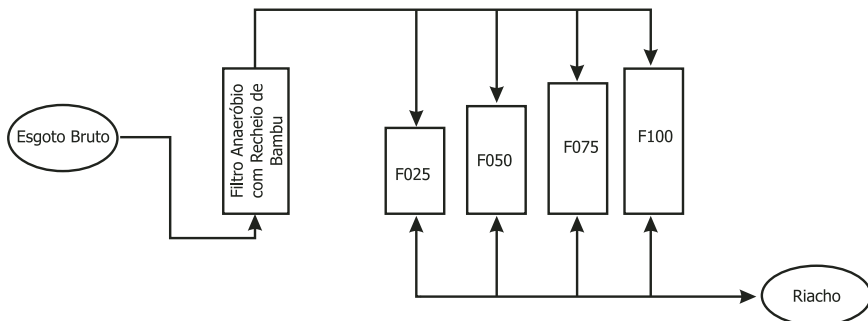 Esgoto Bruto
Filtro Anaeróbio
com Recheio de
Bambu
F025
F050
F075
F100
Riacho